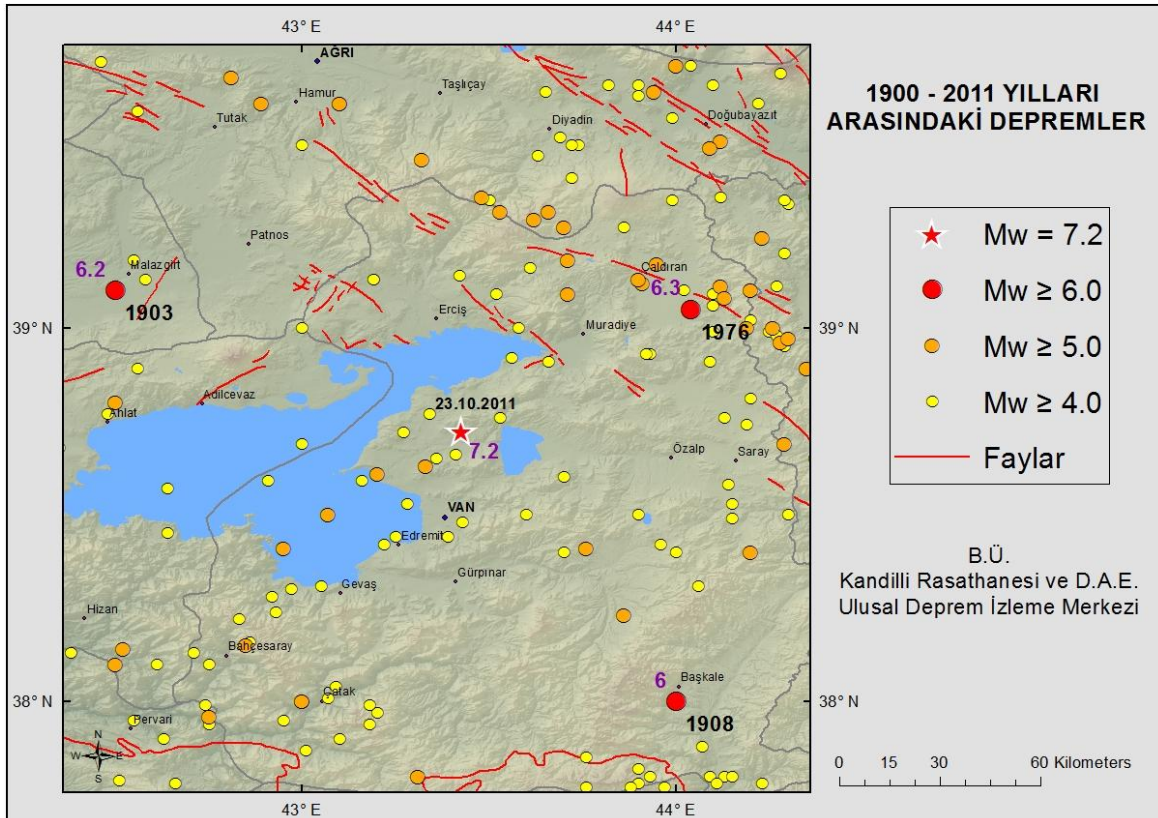 43° E
44° E
AĞRI
Taşlıçay
Hamur
Tutak
Diyadin
Doğubayazıt
Patnos
6.2
Malazgirt
1903
Çaldıran
6.3
1976
Erciş
Muradiye
39° N
39° N
Adilcevaz
Ahlat
23.10.2011
7.2
Özalp
Saray
VAN
Edremit
Gürpınar
Gevaş
Hizan
Bahçesaray
6
Başkale
1908
Çatak
38° N
38° N
Pervari
N
W
E
S
43° E
44° E
1900 - 2011 YILLARI
ARASINDAKİ DEPREMLER
Mw = 7.2
Mw ≥ 6.0
Mw ≥ 5.0
Mw ≥ 4.0
Faylar
B.Ü.
Kandilli Rasathanesi ve D.A.E.
Ulusal Deprem İzleme Merkezi
0 15 30 60 Kilometers